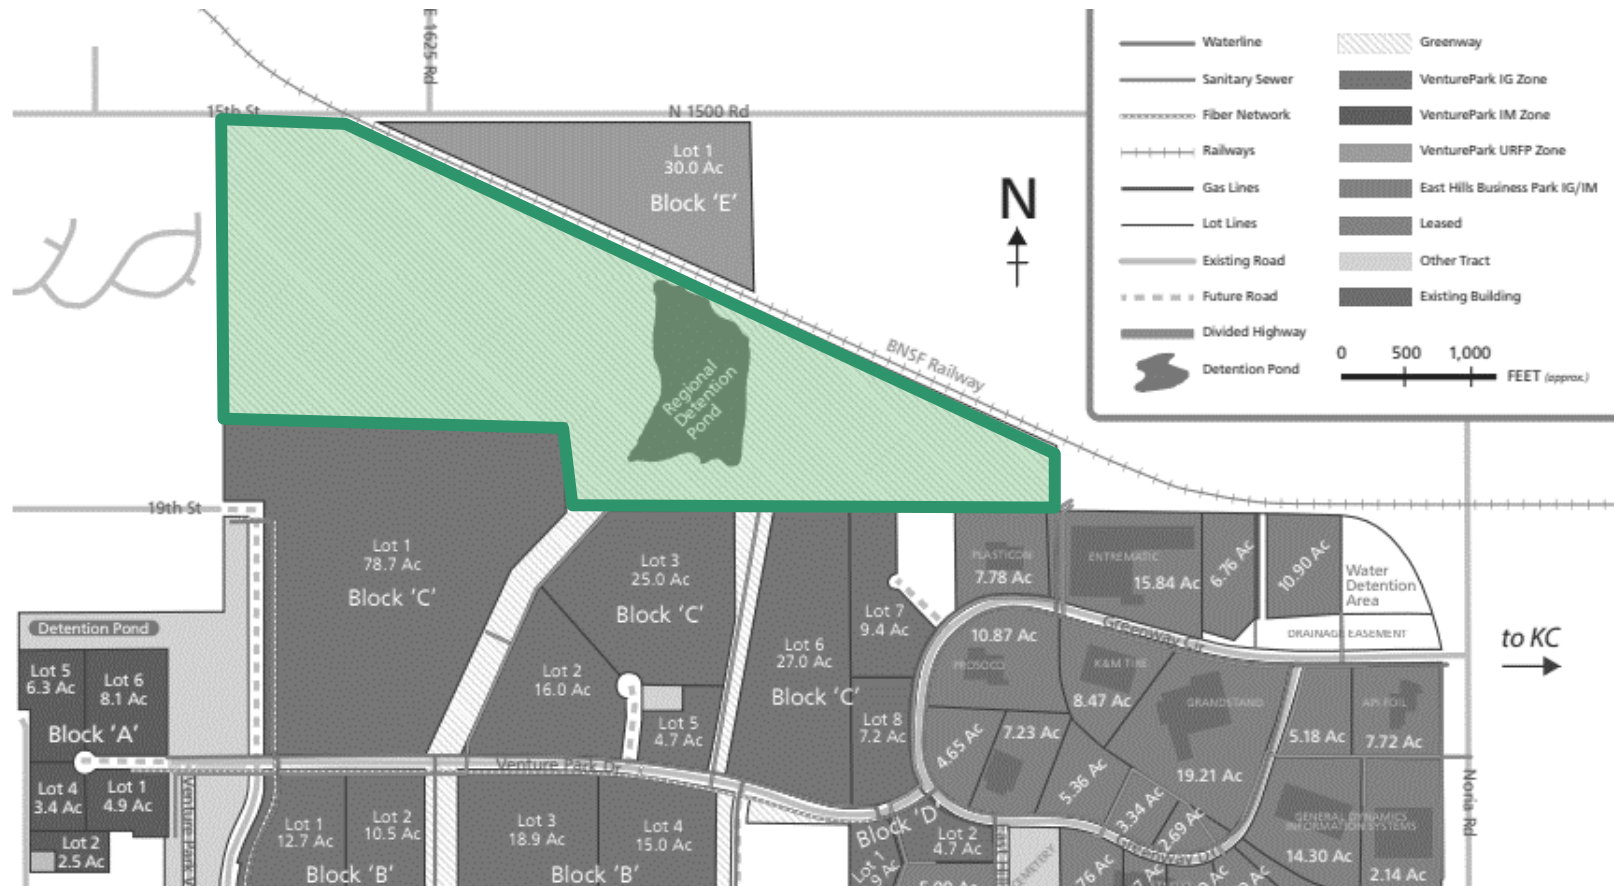 E 1625 Rd
15th St
N 1500 Rd
Lot 1
30.0 Ac
Block 'E'
N
BNSF Railway
Regional
Detention
Pond
Waterline
Sanitary Sewer
Fiber Network
Railways
Gas Lines
Lot Lines
Existing Road
Future Road
Divided Highway
Detention Pond
Greenway
VenturePark IG Zone
VenturePark IM Zone
VenturePark URFP Zone
East Hills Business Park IG/IM
Leased
Other Tract
Existing Building
0 500 1,000
FEET (approx.)
19th St
Lot 1
78.7 Ac
Block 'C'
Lot 3
25.0 Ac
Block 'C'
Lot 2
16.0 Ac
Lot 5
4.7 Ac
Lot 6
27.0 Ac
Block 'C'
Lot 7
9.4 Ac
Lot 8
7.2 Ac
PLASTICON
7.78 Ac
ENTREMATIC
15.84 Ac
6.76 Ac
10.90 Ac
Water
Detention
Area
DRAINAGE EASEMENT
to KC
Greenway Cir
10.87 Ac
PROSOCO
K&M TIRE
8.47 Ac
GRANDSTAND
19.21 Ac
API FOIL
5.18 Ac
7.72 Ac
4.65 Ac
7.23 Ac
5.36 Ac
3.34 Ac
2.69 Ac
GENERAL DYNAMICS
INFORMATION SYSTEMS
14.30 Ac
2.14 Ac
Noria Rd
Detention Pond
Lot 5
6.3 Ac
Lot 6
8.1 Ac
Block 'A'
Lot 4
3.4 Ac
Lot 1
4.9 Ac
Lot 2
2.5 Ac
Venture Park Dr
Lot 1
12.7 Ac
Lot 2
10.5 Ac
Block 'B'
Lot 3
18.9 Ac
Lot 4
15.0 Ac
Block 'B'
Block 'D'
Lot 2
4.7 Ac
Lot 1
CEMETERY